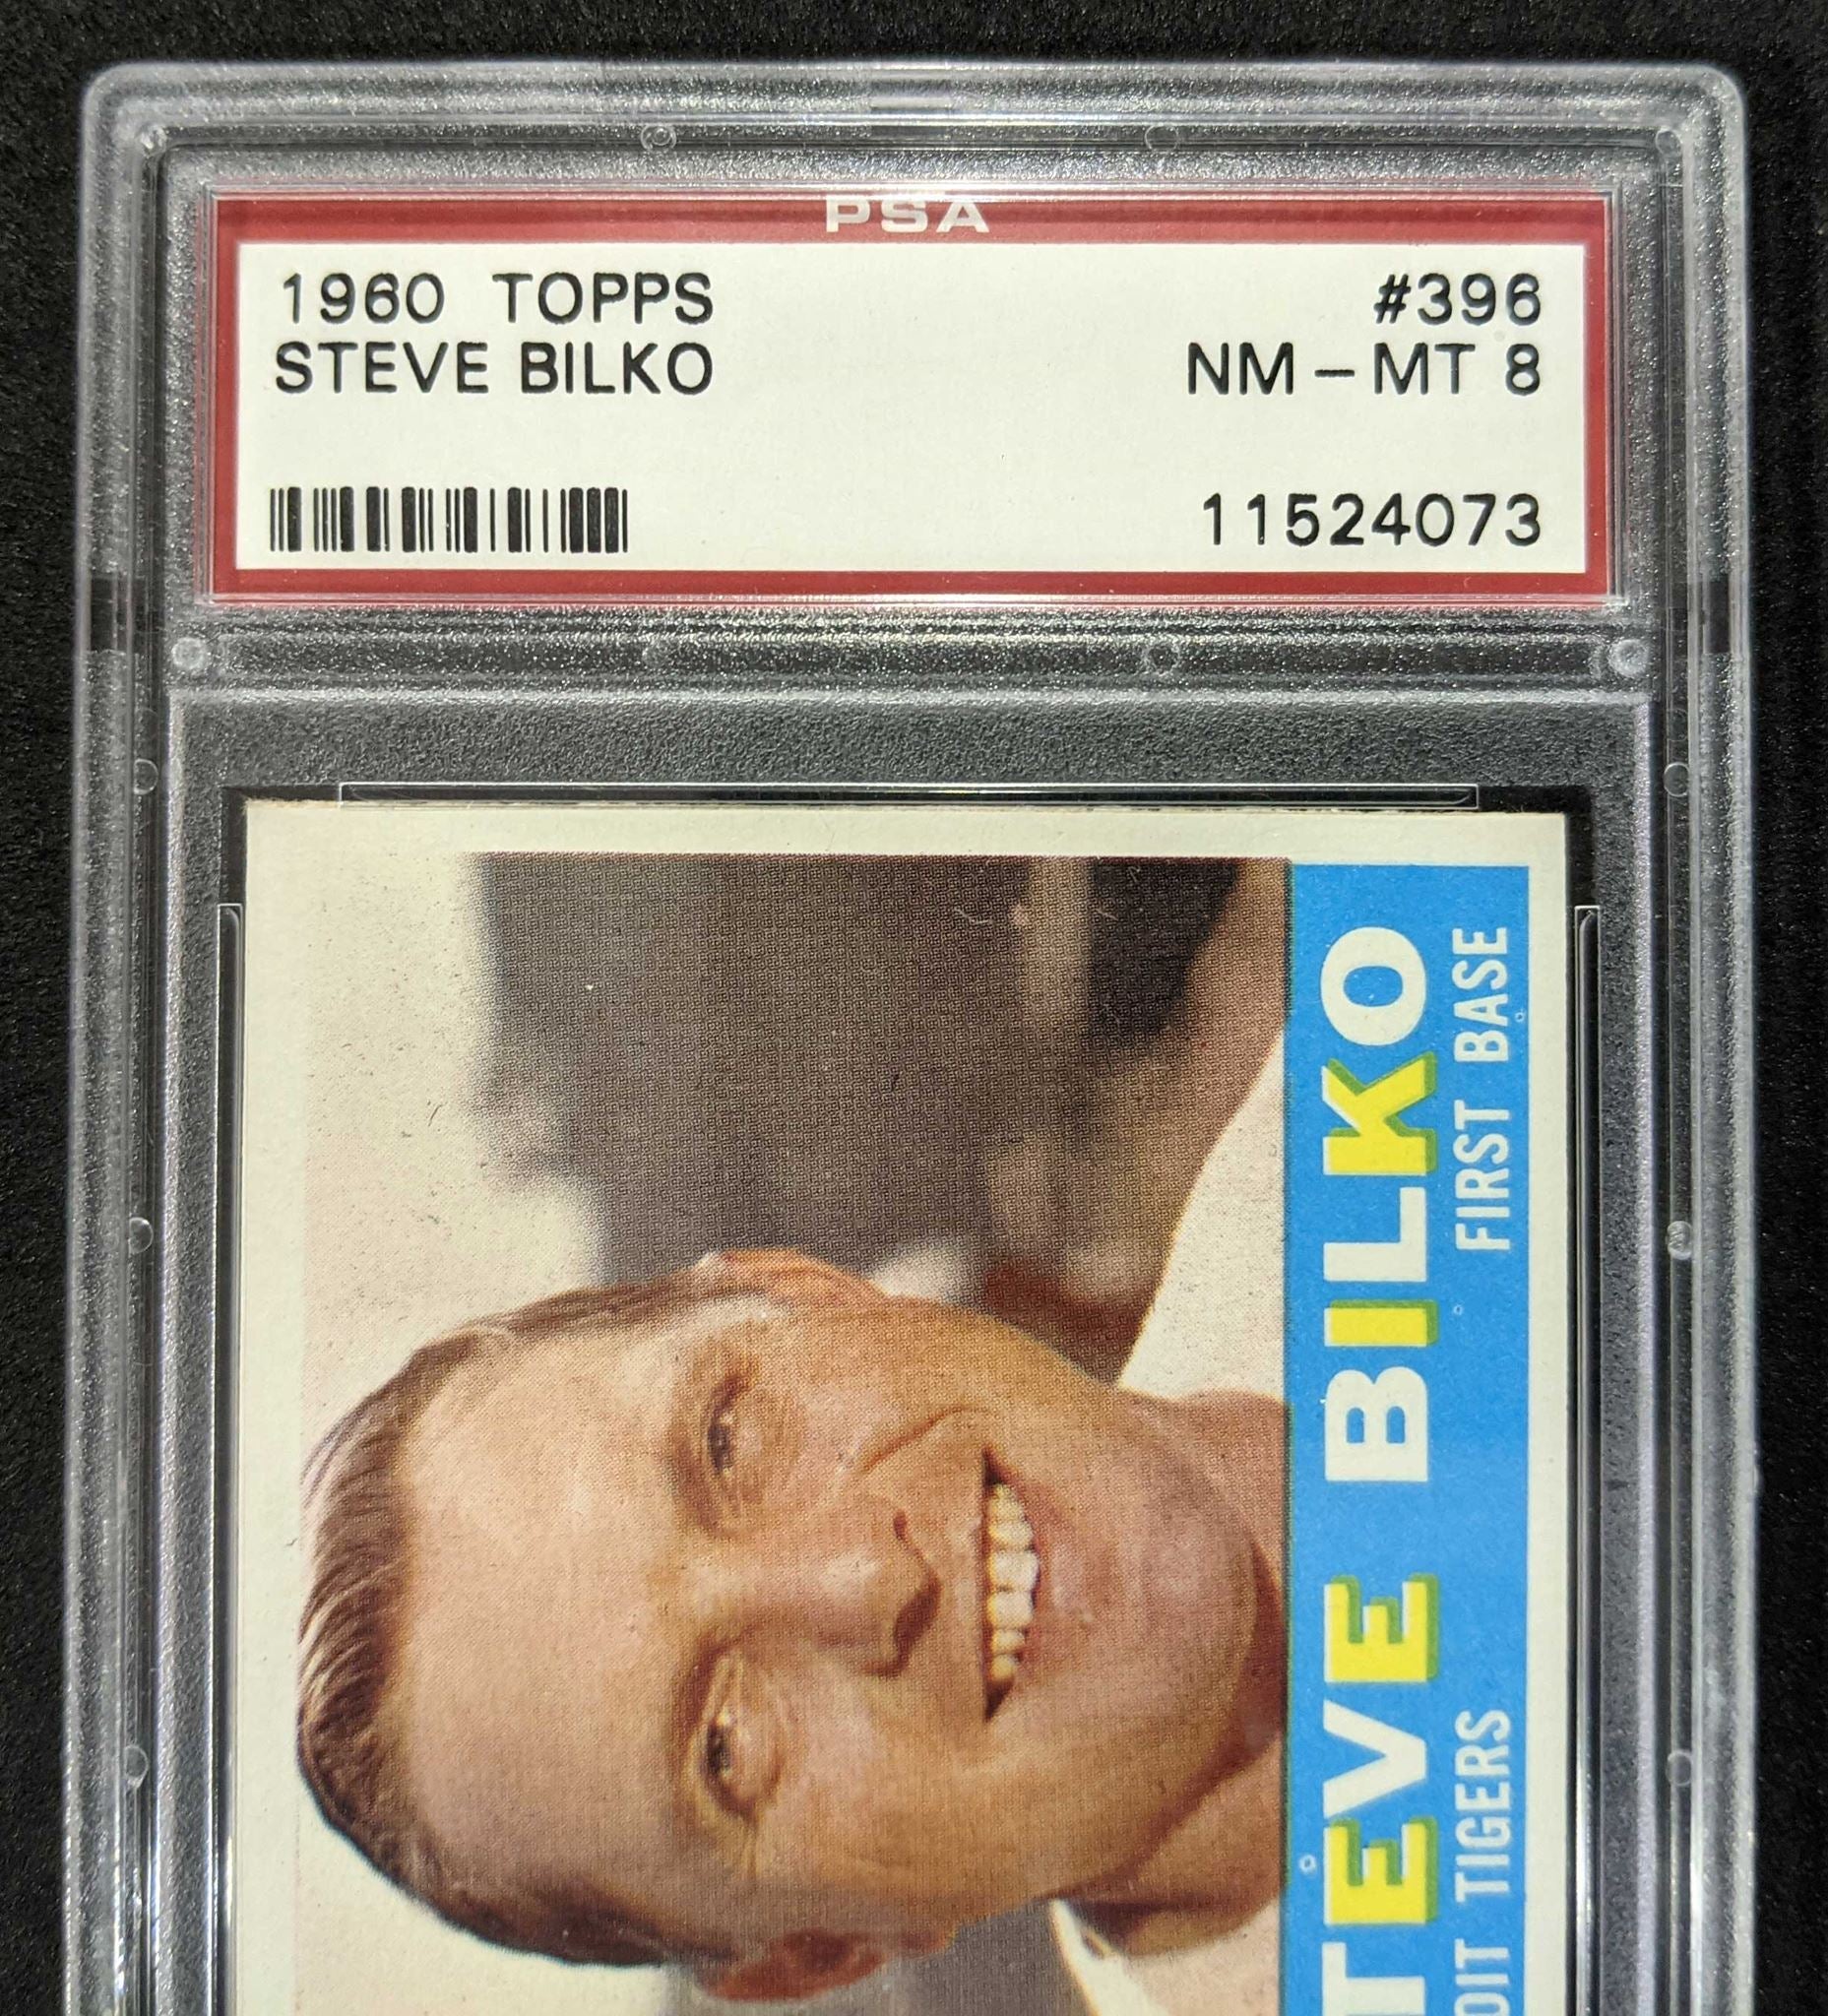 PSA
1960 TOPPS
#396
STEVE BILKO
NM-MT 8
11524073
TEVE BILKO
OIT TIGERS
FIRST BASE